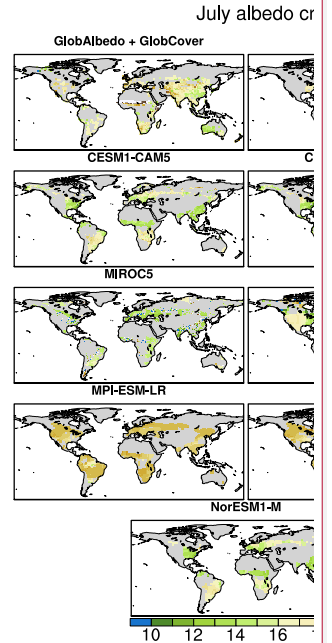 July albedo cr
GlobAlbedo + GlobCover
CESM1-CAM5
C
MIROC5
MPI-ESM-LR
NorESM1-M
10 12 14 16